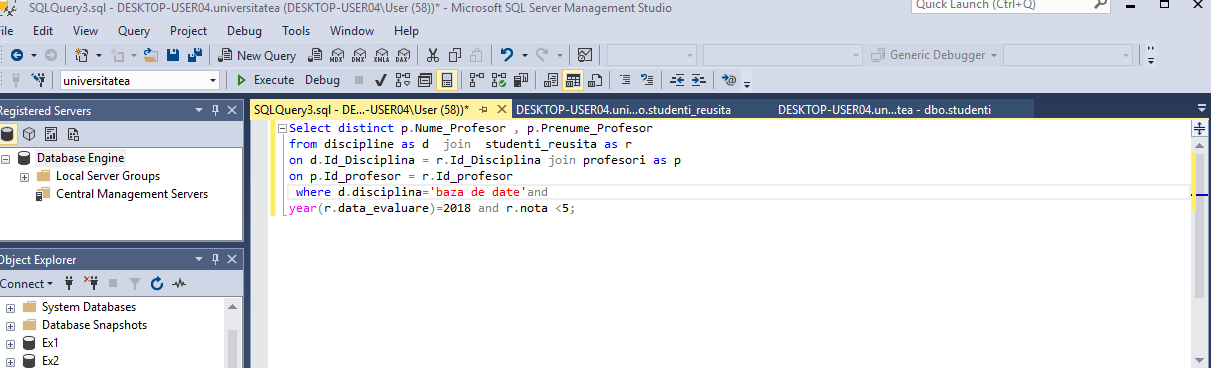 SQLQuery3.sql - DESKTOP-USER04.universitatea (DESKTOP-USER04\User (58))* - Microsoft SQL Server Management Studio
Quick Launch (Ctrl+Q)
File Edit View Query Project Debug Tools Window Help
New Query MDX DMX XMLA DAX Generic Debugger
universitatea Execute Debug
Registered Servers
SQLQuery3.sql - DE...-USER04\User (58))* DESKTOP-USER04.uni...o.studenti_reusita DESKTOP-USER04.un...tea - dbo.studenti
Select distinct p.Nume_Profesor , p.Prenume_Profesor
from discipline as d join studenti_reusita as r
on d.Id_Disciplina = r.Id_Disciplina join profesori as p
on p.Id_profesor = r.Id_profesor
where d.disciplina='baza de date'and
year(r.data_evaluare)=2018 and r.nota <5;
Database Engine
Local Server Groups
Central Management Servers
Object Explorer
Connect
System Databases
Database Snapshots
Ex1
Ex2